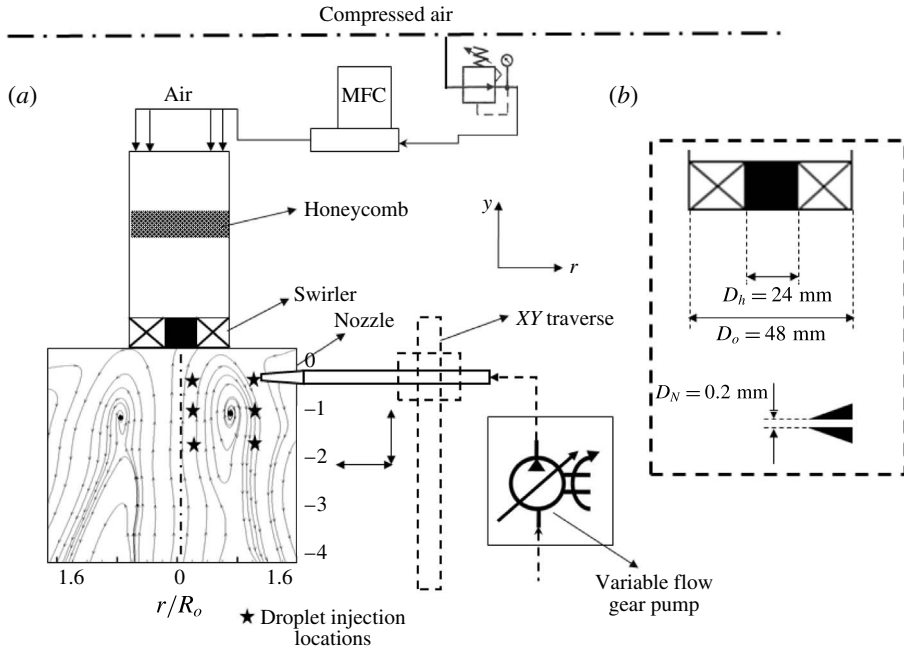 Compressed air
(a)
Air
MFC
(b)
Honeycomb
y
r
Swirler
Nozzle
XY traverse
D_h = 24 mm
D_o = 48 mm
D_N = 0.2 mm
0
–1
–2
–3
–4
1.6 0 1.6
r/R_o
★ Droplet injection
locations
Variable flow
gear pump